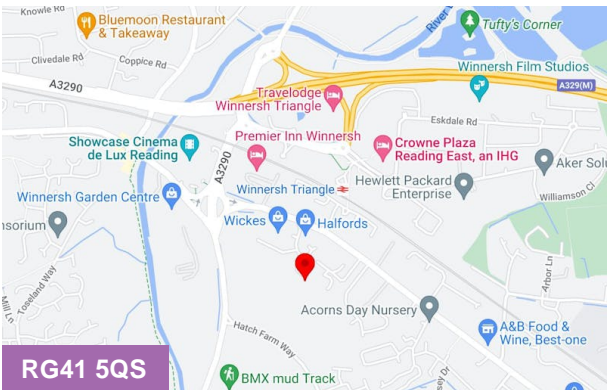 Knowle Rd
Bluemoon Restaurant
& Takeaway
Tufty's Corner
Clivedale Rd
Coppice Rd
A3290
Winnersh Film Studios
A329(M)
Travelodge
Winnersh Triangle
Eskdale Rd
Showcase Cinema
de Lux Reading
A3290
Premier Inn Winnersh
Crowne Plaza
Reading East, an IHG
Aker Solu
Winnersh Triangle
Hewlett Packard
Enterprise
Williamson Cl
Winnersh Garden Centre
Wickes
Halfords
nsorium
Toseland Way
Arbor Ln
Mill Ln
Acorns Day Nursery
Hatch Farm Way
A&B Food &
Wine, Best-one
RG41 5QS
BMX mud Track
sey Dr